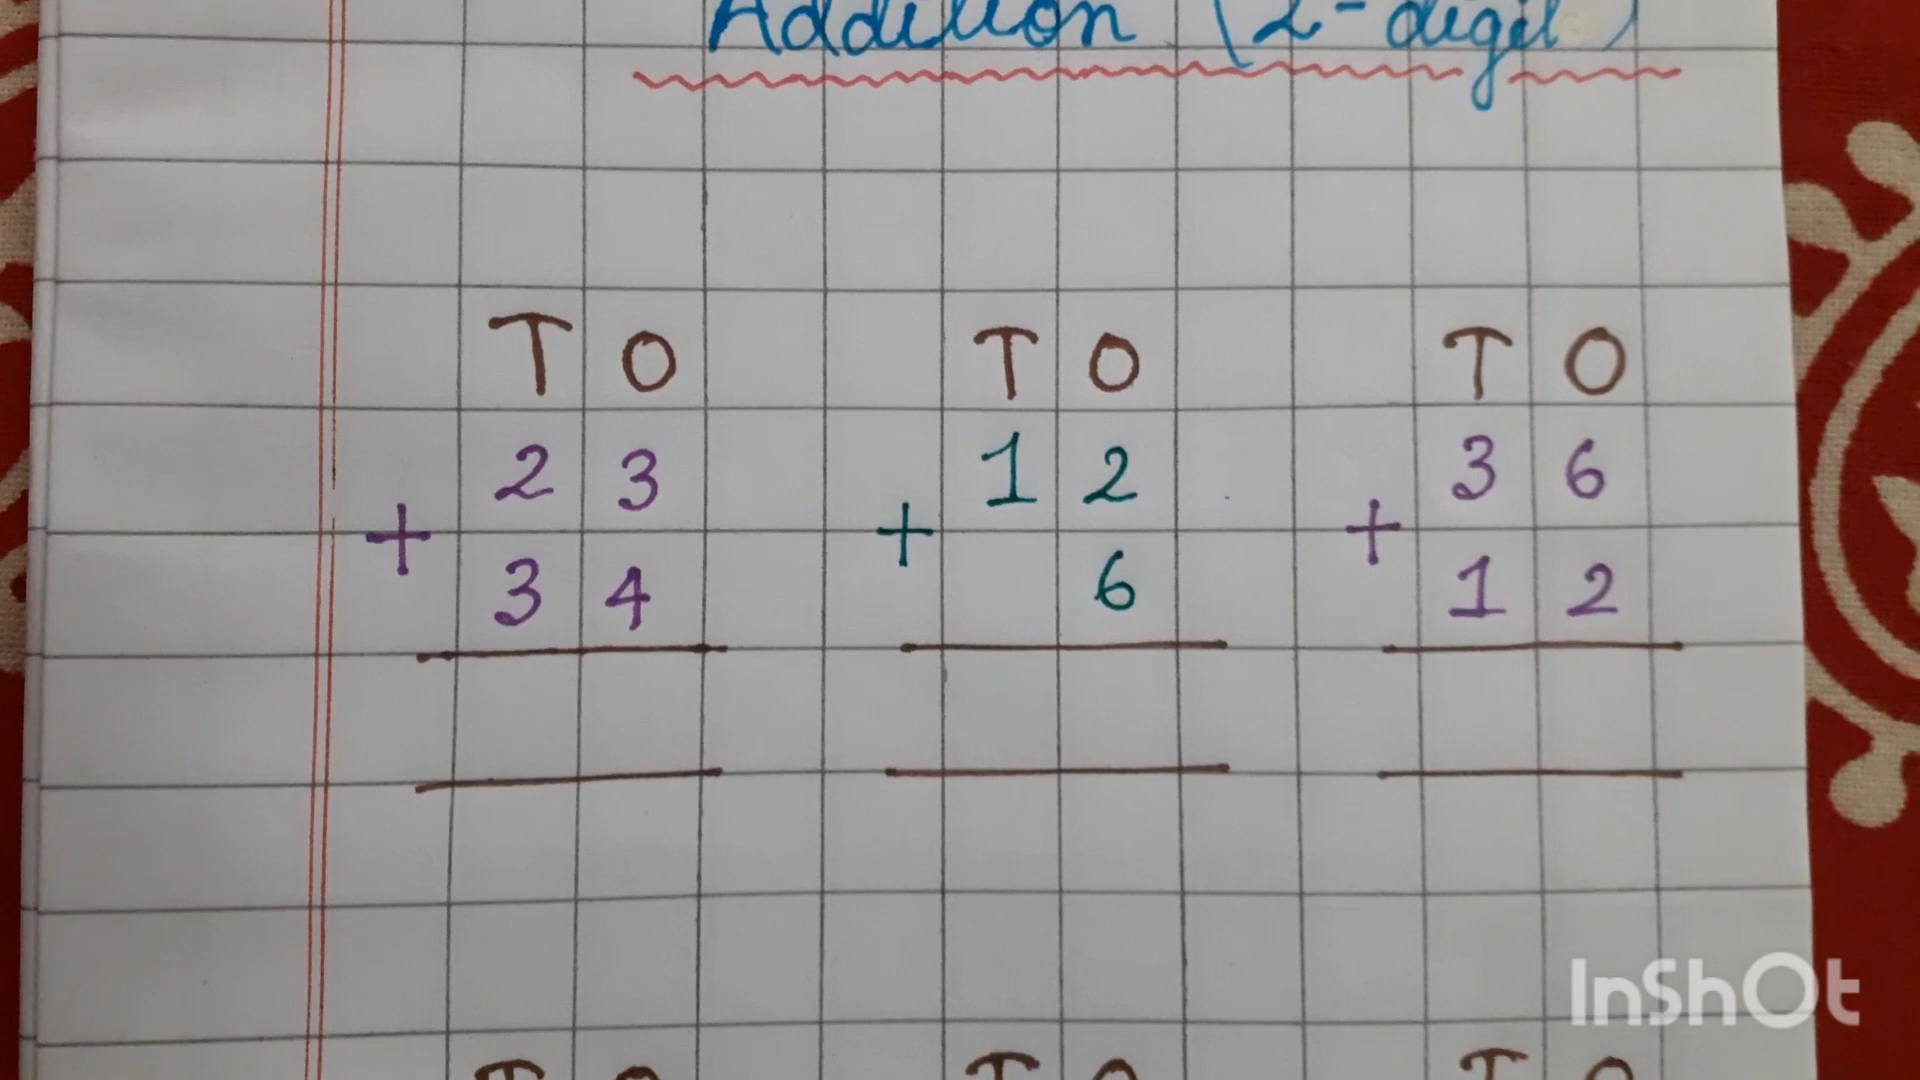 Addition (2-digit)
T O T O T O
2 3 1 2 3 6
+ + +
3 4 6 1 2
InShOt
T O T O T O